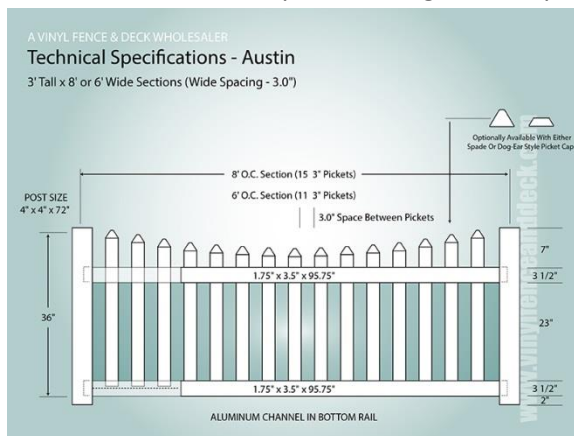 A VINYL FENCE & DECK WHOLESALER
Technical Specifications - Austin
3' Tall x 8' or 6' Wide Sections (Wide Spacing - 3.0")
Optionally Available With Either
Spade Or Dog-Ear Style Picket Cap
8' O.C. Section (15 3" Pickets)
POST SIZE
4" x 4" x 72"
6' O.C. Section (11 3" Pickets)
3.0" Space Between Pickets
7"
1.75" x 3.5" x 95.75"
3 1/2"
36"
23"
1.75" x 3.5" x 95.75"
3 1/2"
2"
ALUMINUM CHANNEL IN BOTTOM RAIL
www.vinylfenceanddeck.com